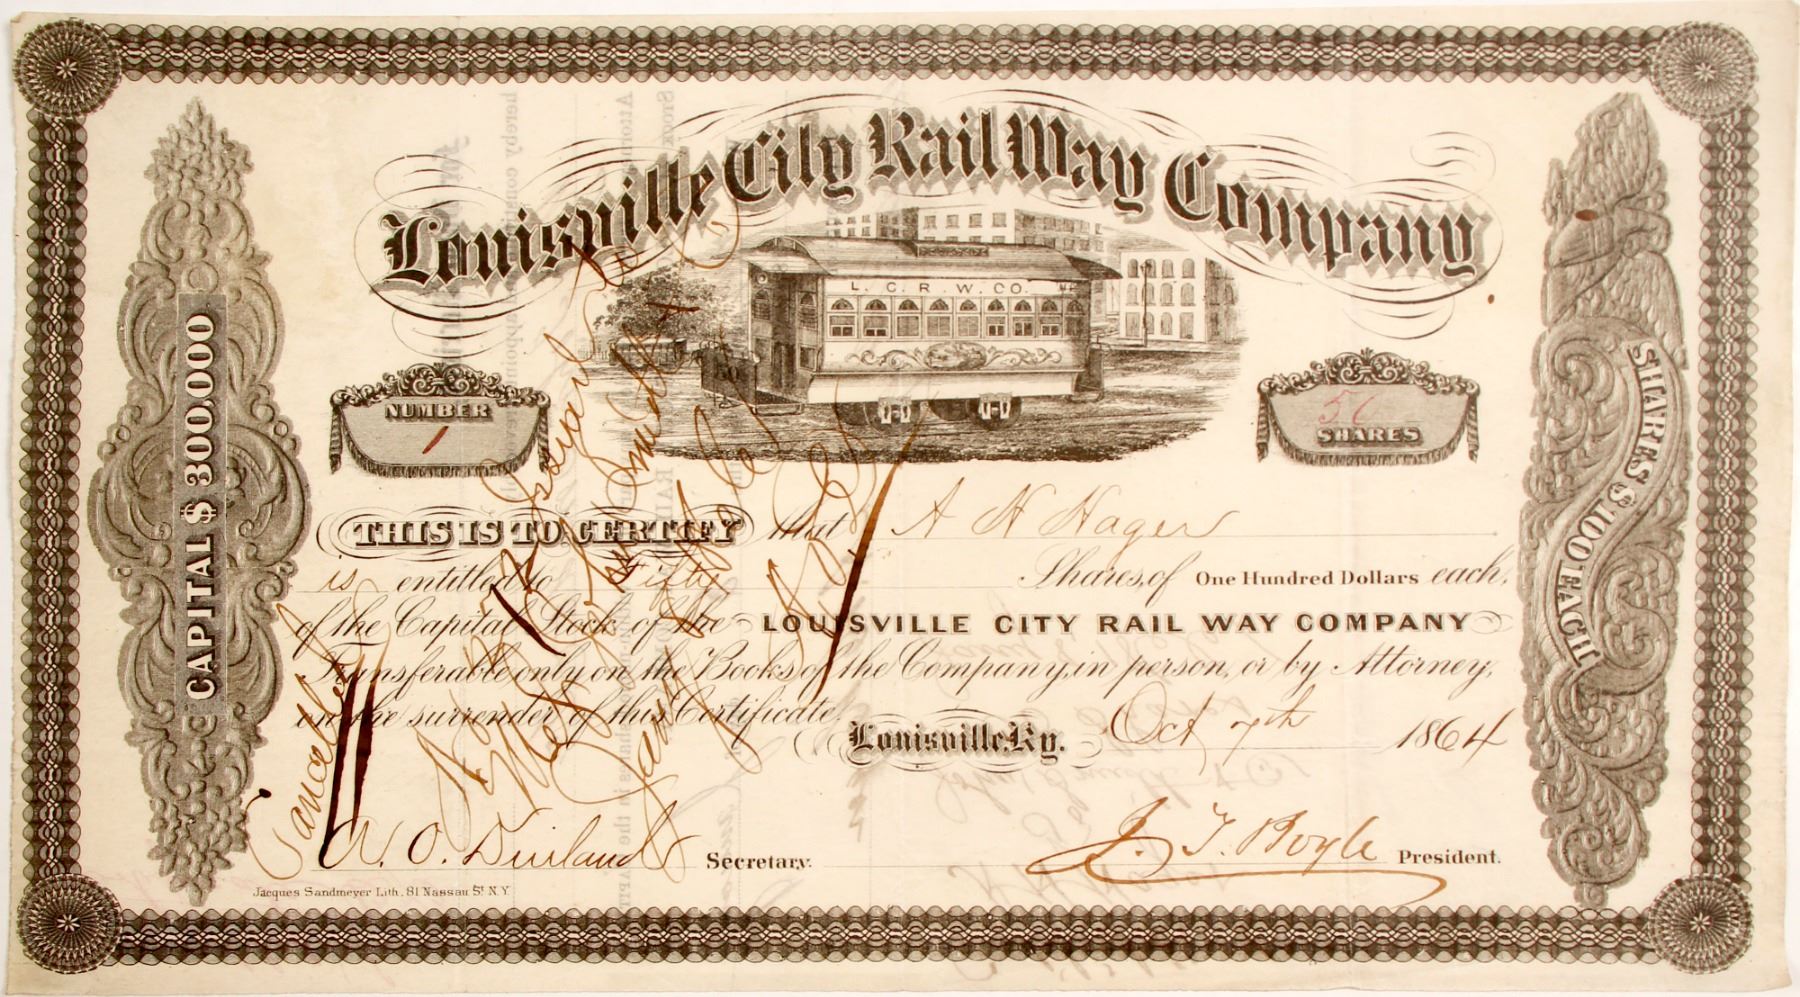 Louisville City Rail Way Company
L. C. R. W. CO.
50
NUMBER
1
50
SHARES
CAPITAL $ 300.000
SHARES $ 100 EACH
THIS IS TO CERTIFY that A H Hager
is entitled to Fifty Shares, of One Hundred Dollars each,
of the Capital Stock of the LOUISVILLE CITY RAIL WAY COMPANY
Transferable only on the Books of the Company, in person, or by Attorney,
on the surrender of this Certificate.
Louisville, Ky. Oct 7th 1864
Cancelled
Secretary.
J. T. Boyle President.
Jacques Sandmeyer Lith. 81 Nassau St. N.Y.